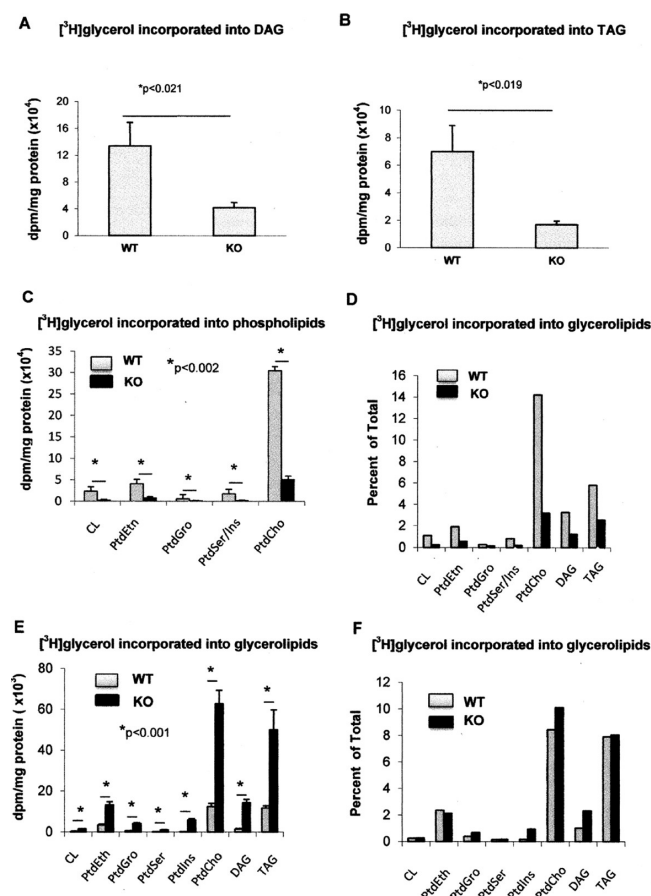 A
[³H]glycerol incorporated into DAG
*p<0.021
dpm/mg protein (x10⁴)
20
16
12
8
4
0
WT
KO
B
[³H]glycerol incorporated into TAG
*p<0.019
dpm/mg protein (x10⁴)
10
8
6
4
2
0
WT
KO
C
[³H]glycerol incorporated into phospholipids
WT
KO
*p<0.002
dpm/mg protein (x10⁴)
35
30
25
20
15
10
5
0
* * * * *
CL
PtdEtn
PtdGro
PtdSer/Ins
PtdCho
D
[³H]glycerol incorporated into glycerolipids
WT
KO
Percent of Total
16
14
12
10
8
6
4
2
0
CL
PtdEtn
PtdGro
PtdSer/Ins
PtdCho
DAG
TAG
E
[³H]glycerol incorporated into glycerolipids
WT
KO
*p<0.001
dpm/mg protein ( x10³)
80
60
40
20
0
* * * * * * * *
CL
PtdEth
PtdGro
PtdSer
PtdIns
PtdCho
DAG
TAG
F
[³H]glycerol incorporated into glycerolipids
WT
KO
Percent of Total
12
10
8
6
4
2
0
CL
PtdEth
PtdGro
PtdSer
PtdIns
PtdCho
DAG
TAG